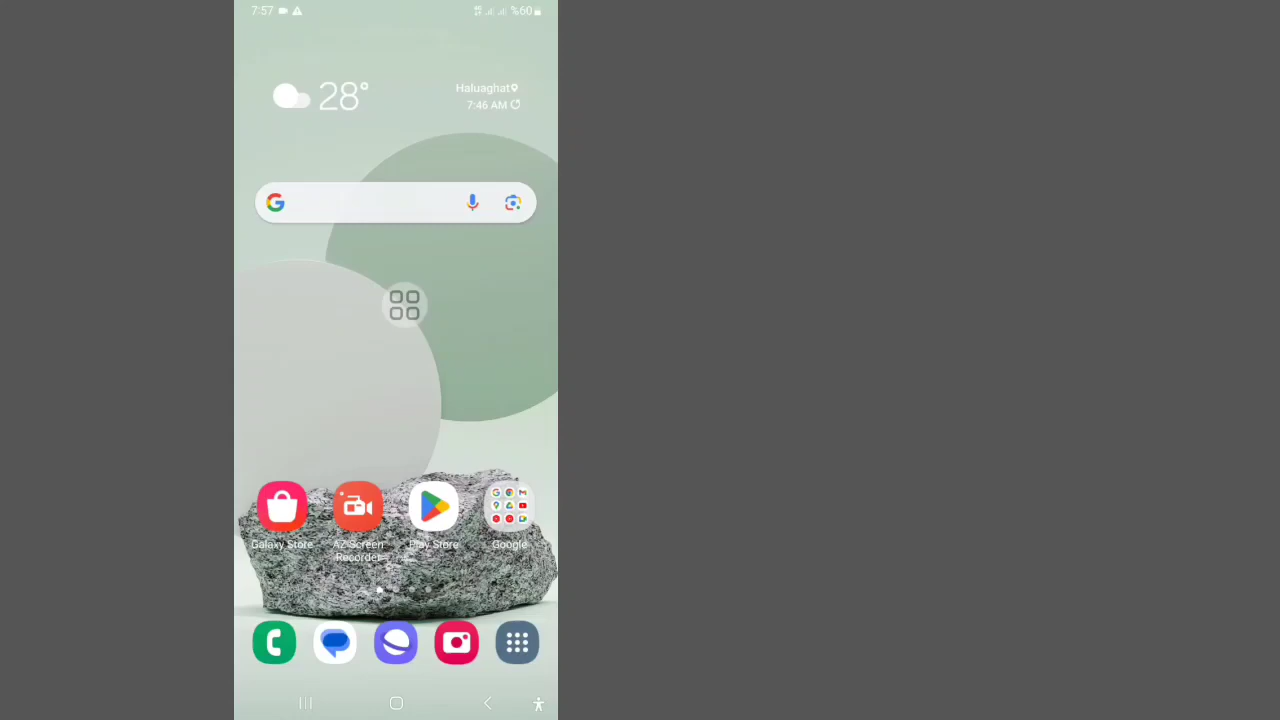 7:57
%60
28°
Haluaghat
7:46 AM
Galaxy Store
AZ Screen
Recorder
Play Store
Google